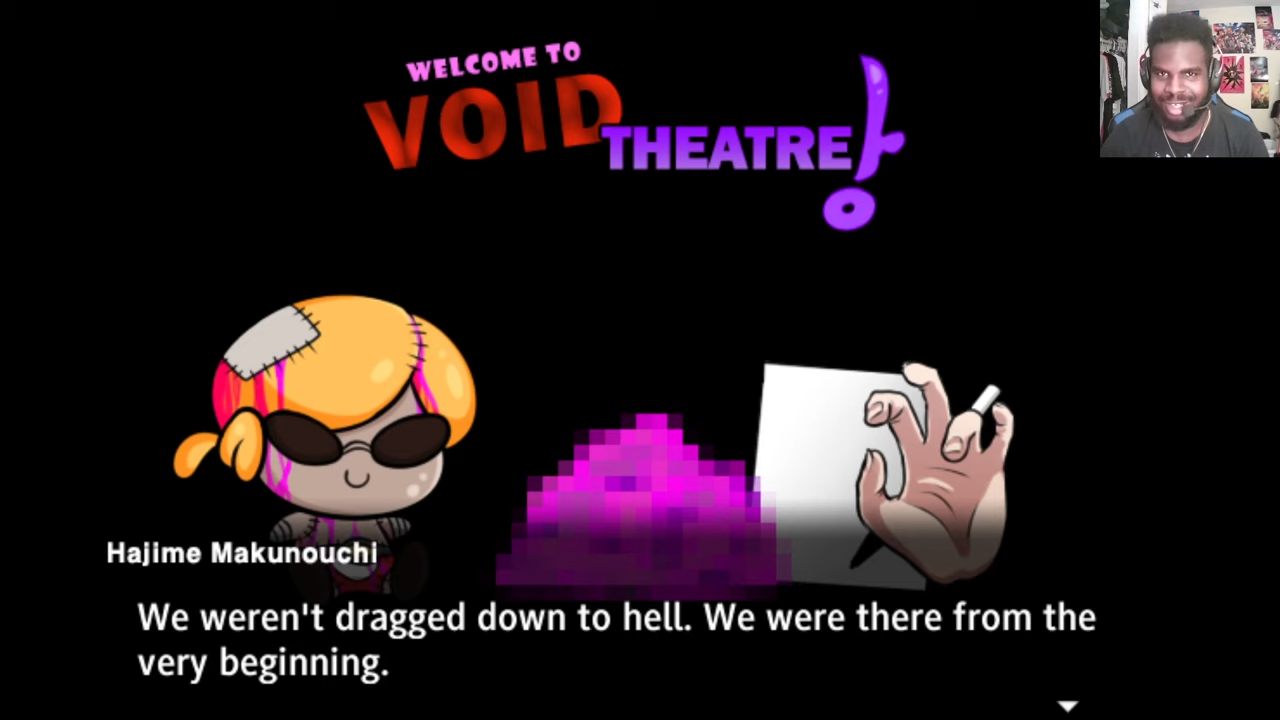 WELCOME TO
VOID
THEATRE!
Hajime Makunouchi
We weren't dragged down to hell. We were there from the
very beginning.